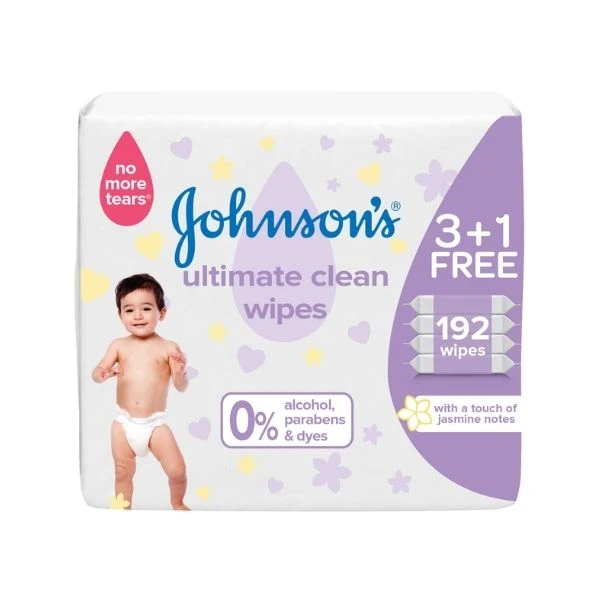 no
more
tears®
Johnson's®
ultimate clean
wipes
0%
alcohol,
parabens
& dyes
3+1
FREE
192
wipes
with a touch of
jasmine notes